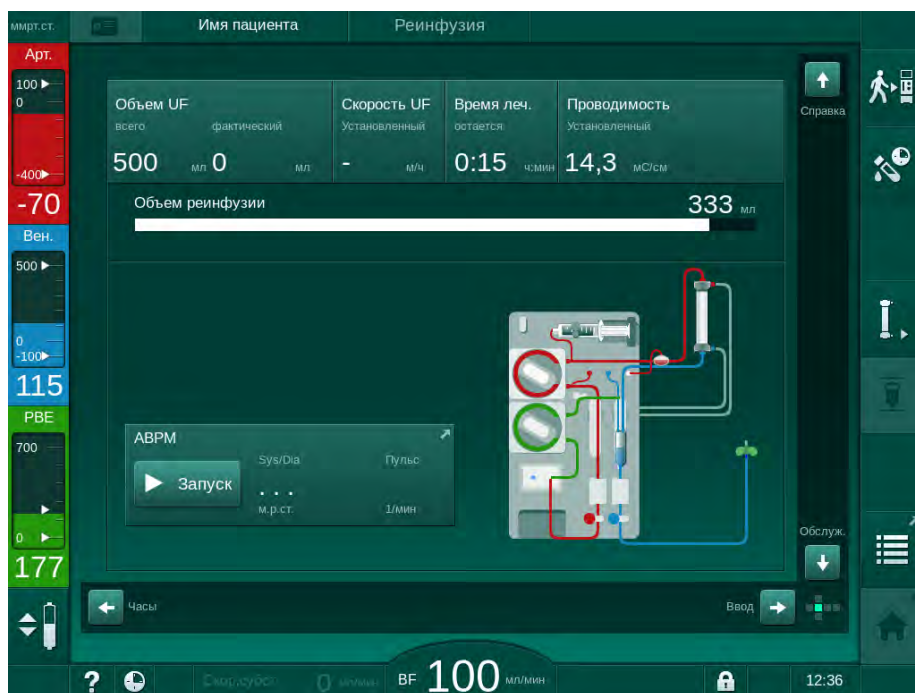 ммрт.ст. Имя пациента Реинфузия
Арт.
100
0
-400
-70
Вен.
500
0
-100
115
PBE
700
0
177
Объем UF
всего фактический
500 мл 0 мл
Скорость UF
Установленный
- м/ч
Время леч.
остается
0:15 ч:мин
Проводимость
Установленный
14,3 мС/см
Объем реинфузии 333 мл
ABPM
Sys/Dia Пульс
Запуск . . .
м.р.ст. 1/мин
Справка
Обслуж.
Часы Ввод
? 0 мл/мин BF 100 мл/мин 12:36